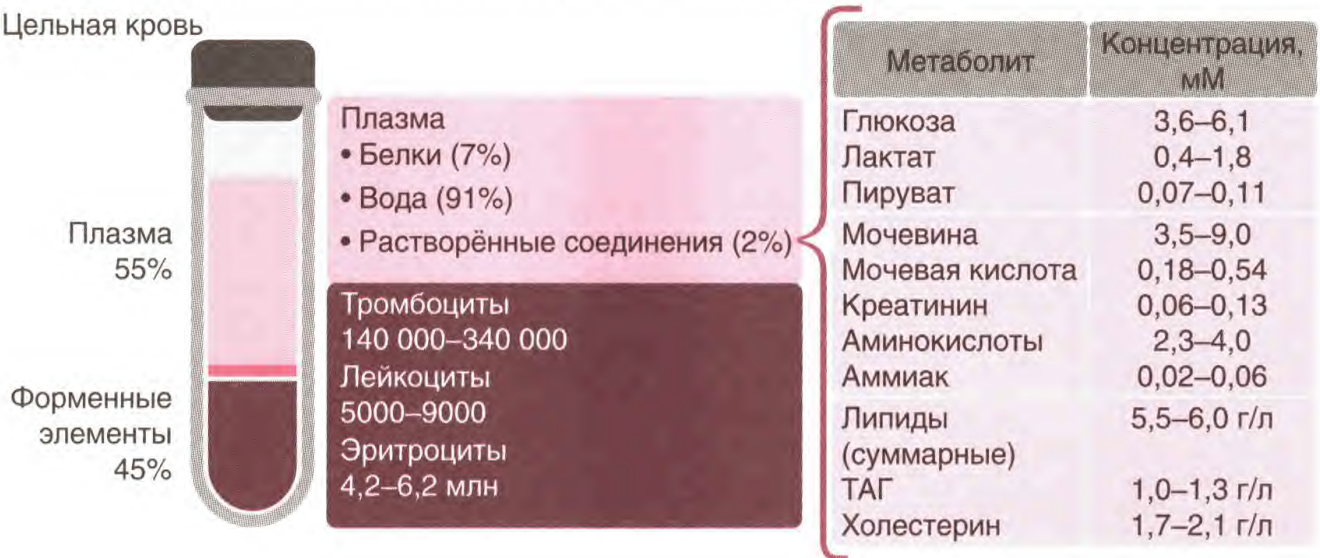 Цельная кровь
Плазма
55%
Форменные
элементы
45%
Плазма
• Белки (7%)
• Вода (91%)
• Растворённые соединения (2%)
Тромбоциты
140 000–340 000
Лейкоциты
5000–9000
Эритроциты
4,2–6,2 млн
Метаболит Концентрация,
мМ
Глюкоза 3,6–6,1
Лактат 0,4–1,8
Пируват 0,07–0,11
Мочевина 3,5–9,0
Мочевая кислота 0,18–0,54
Креатинин 0,06–0,13
Аминокислоты 2,3–4,0
Аммиак 0,02–0,06
Липиды 5,5–6,0 г/л
(суммарные)
ТАГ 1,0–1,3 г/л
Холестерин 1,7–2,1 г/л